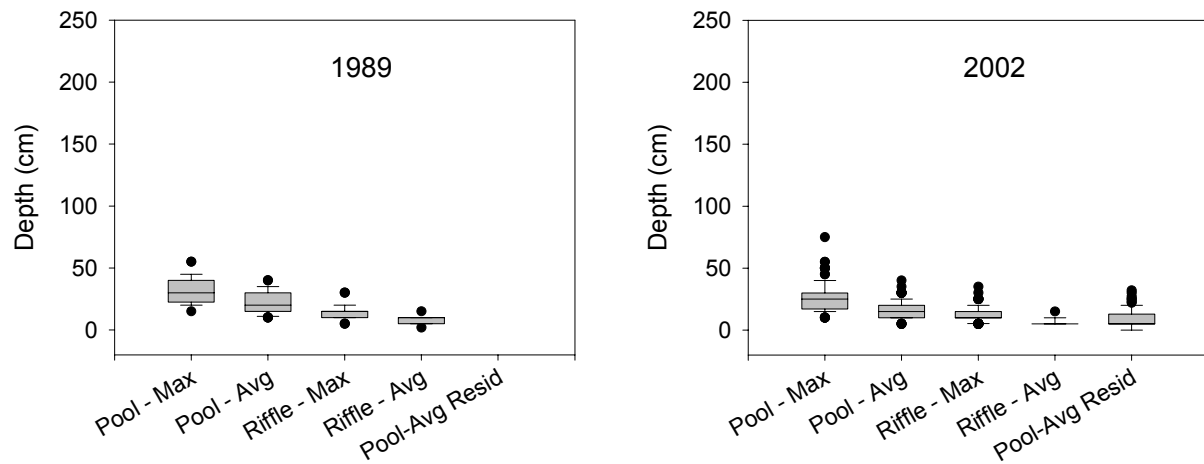 1989
Depth (cm)
250
200
150
100
50
0
Pool - Max
Pool - Avg
Riffle - Max
Riffle - Avg
Pool-Avg Resid
2002
Depth (cm)
250
200
150
100
50
0
Pool - Max
Pool - Avg
Riffle - Max
Riffle - Avg
Pool-Avg Resid